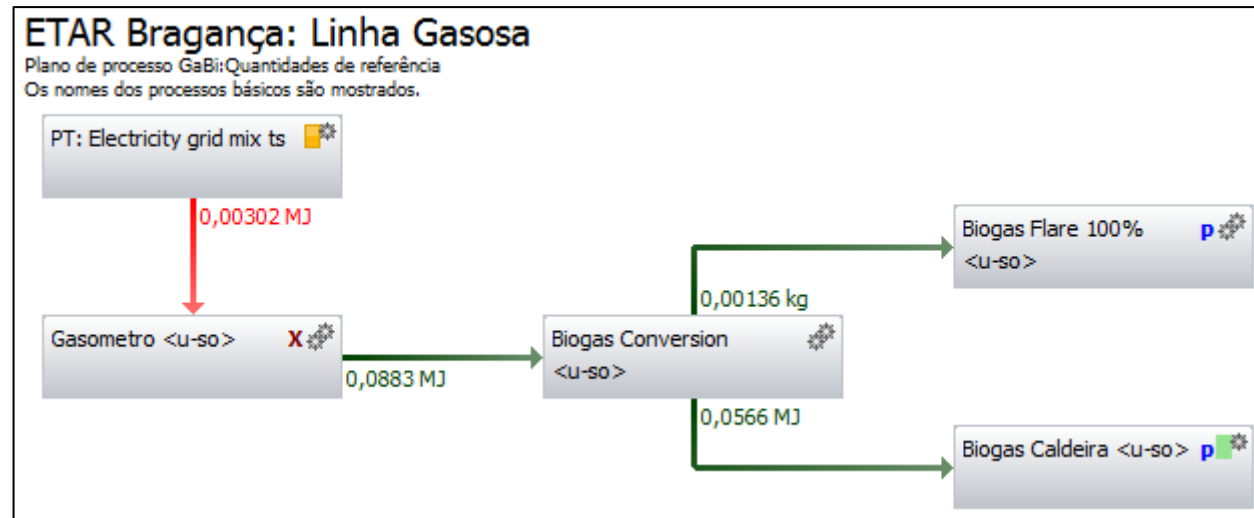 ETAR Bragança: Linha Gasosa
Plano de processo GaBi:Quantidades de referência
Os nomes dos processos básicos são mostrados.
PT: Electricity grid mix ts
0,00302 MJ
Biogas Flare 100% p
<u-so>
0,00136 kg
Gasometro <u-so> X
Biogas Conversion
<u-so>
0,0883 MJ
0,0566 MJ
Biogas Caldeira <u-so> p